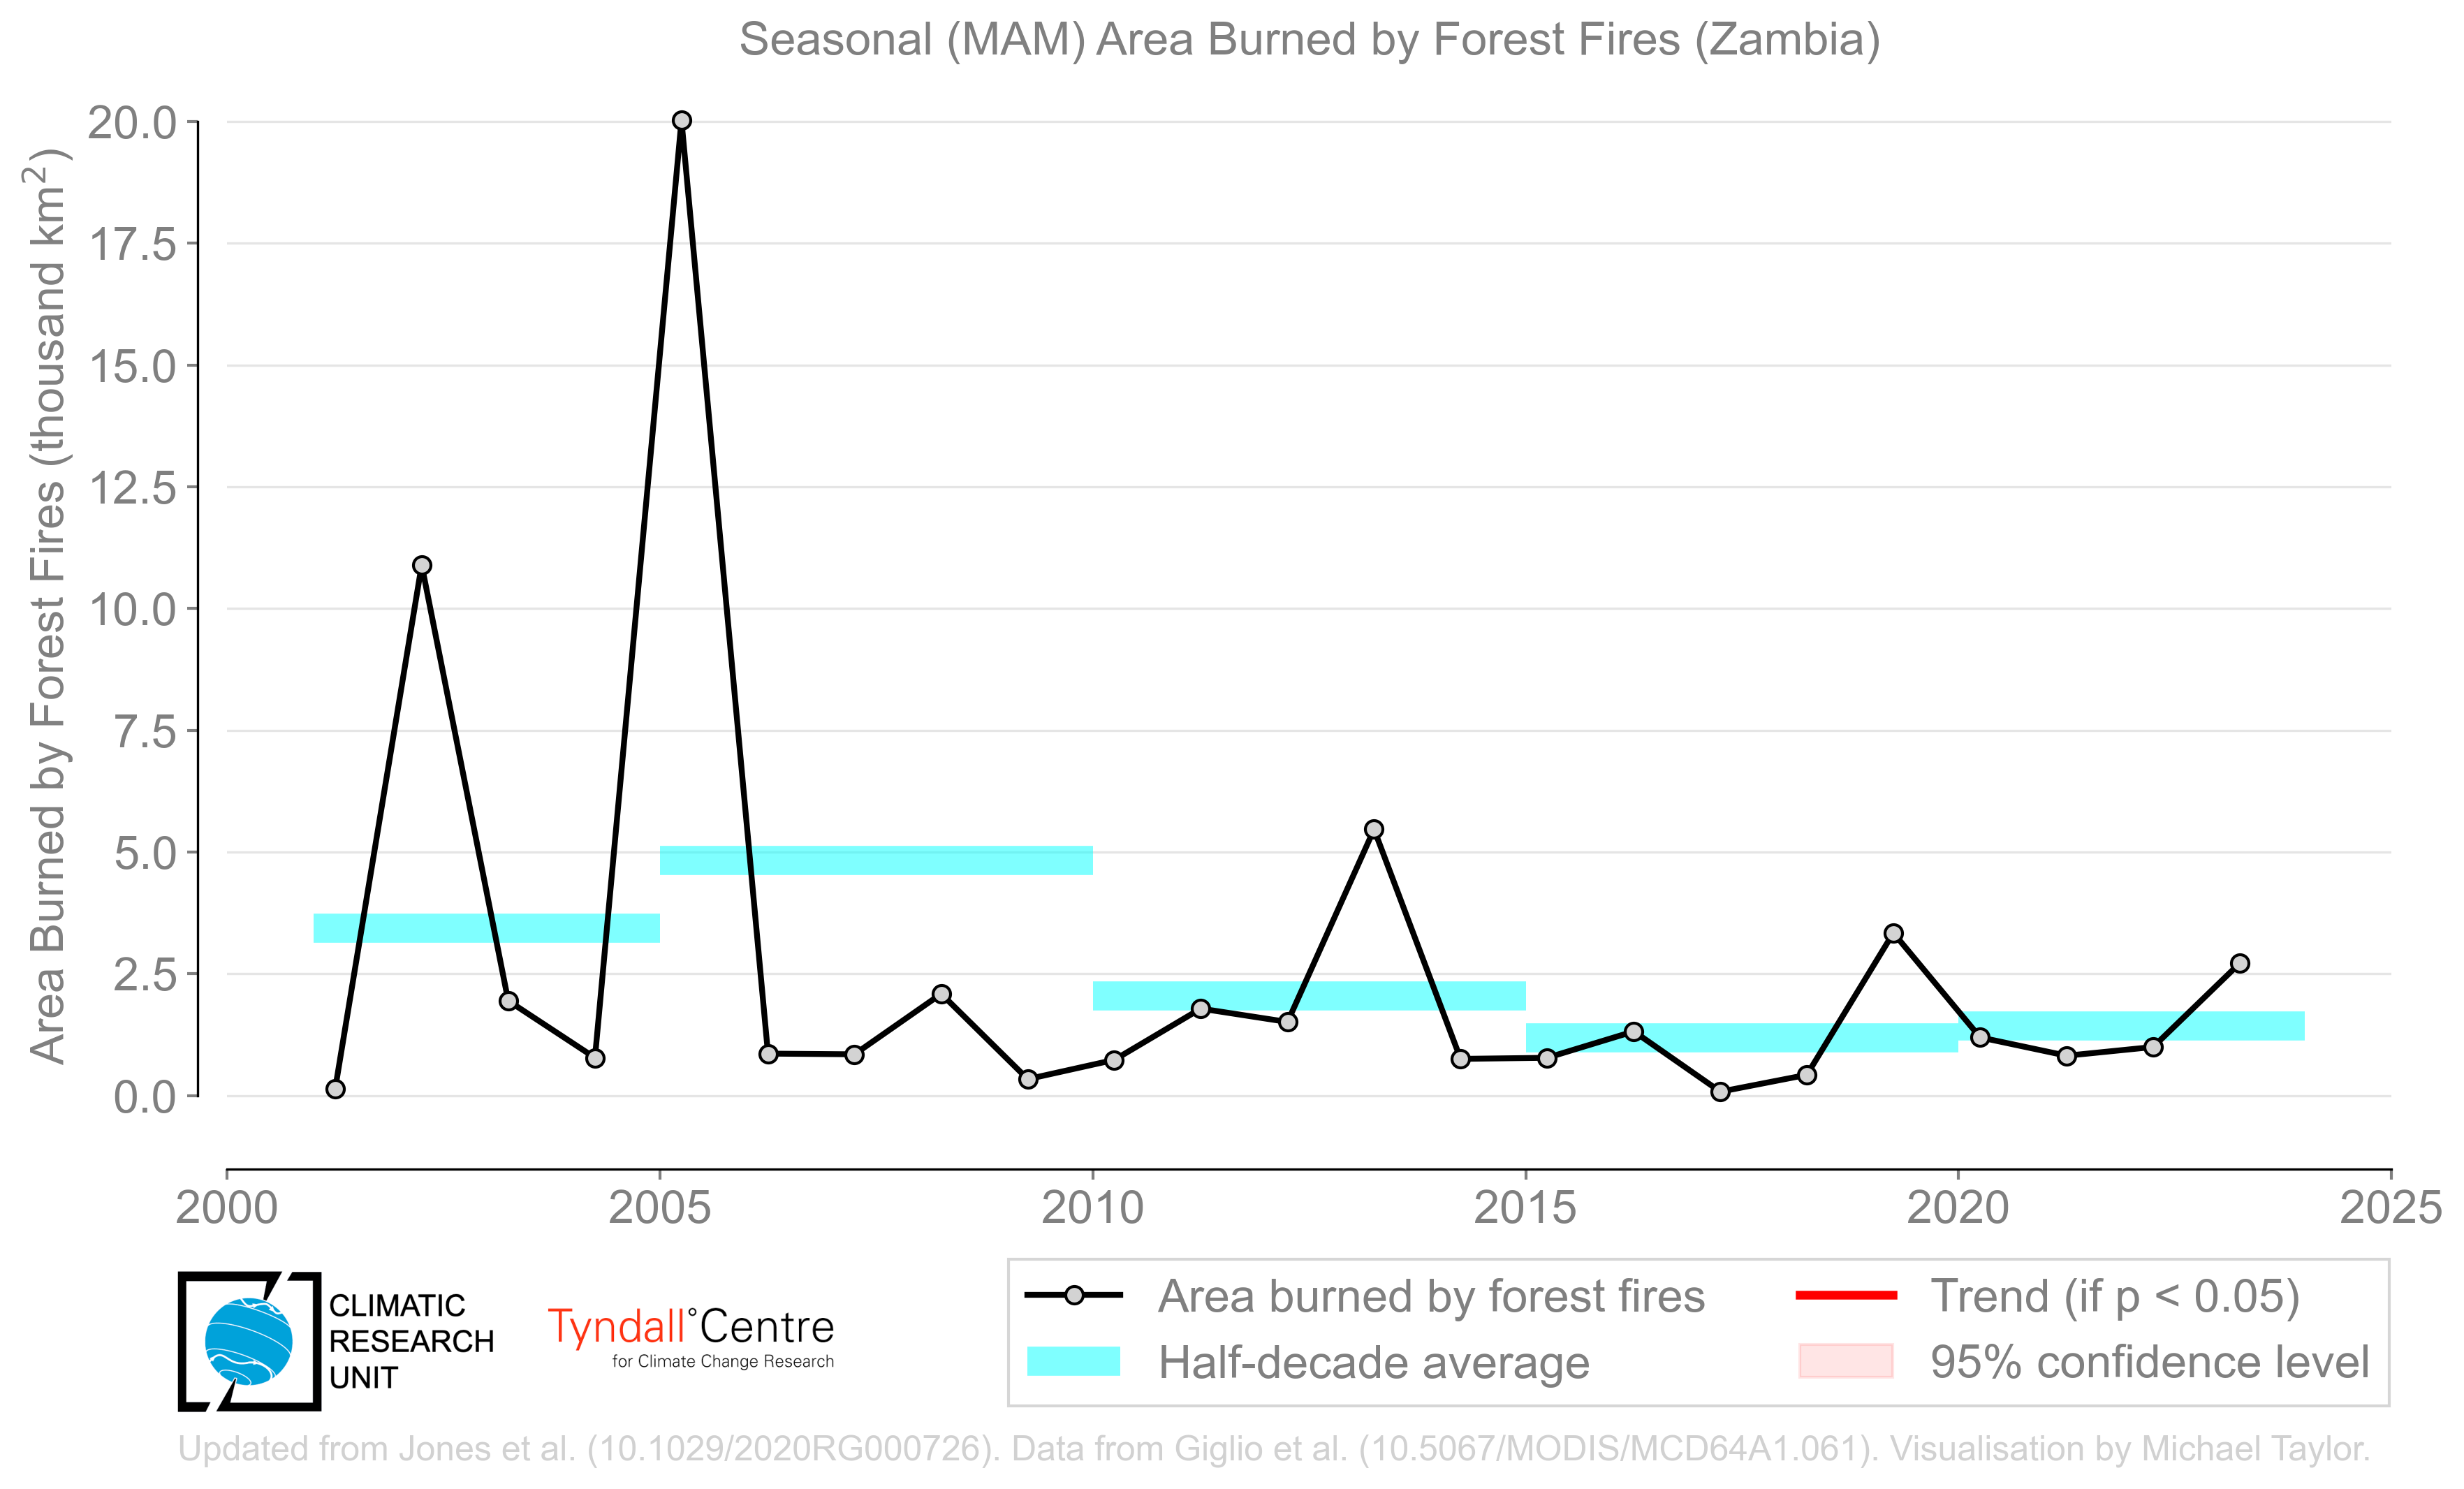 Seasonal (MAM) Area Burned by Forest Fires (Zambia)
Area Burned by Forest Fires (thousand km²)
20.0
17.5
15.0
12.5
10.0
7.5
5.0
2.5
0.0
2000
2005
2010
2015
2020
2025
CLIMATIC
RESEARCH
UNIT
Tyndall°Centre
for Climate Change Research
Area burned by forest fires
Half-decade average
Trend (if p < 0.05)
95% confidence level
Updated from Jones et al. (10.1029/2020RG000726). Data from Giglio et al. (10.5067/MODIS/MCD64A1.061). Visualisation by Michael Taylor.